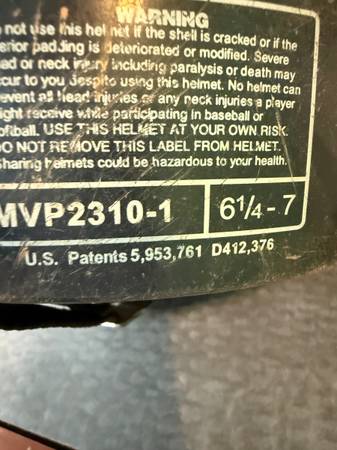 WARNING
not use this helmet if the shell is cracked or if the
erior padding is deteriorated or modified. Severe
ad or neck injury including paralysis or death may
cur to you despite using this helmet. No helmet can
event all head injuries or any neck injuries a player
ight receive while participating in baseball or
oftball. USE THIS HELMET AT YOUR OWN RISK.
DO NOT REMOVE THIS LABEL FROM HELMET.
Sharing helmets could be hazardous to your health.
MVP2310-1 6¼ - 7
U.S. Patents 5,953,761 D412,376